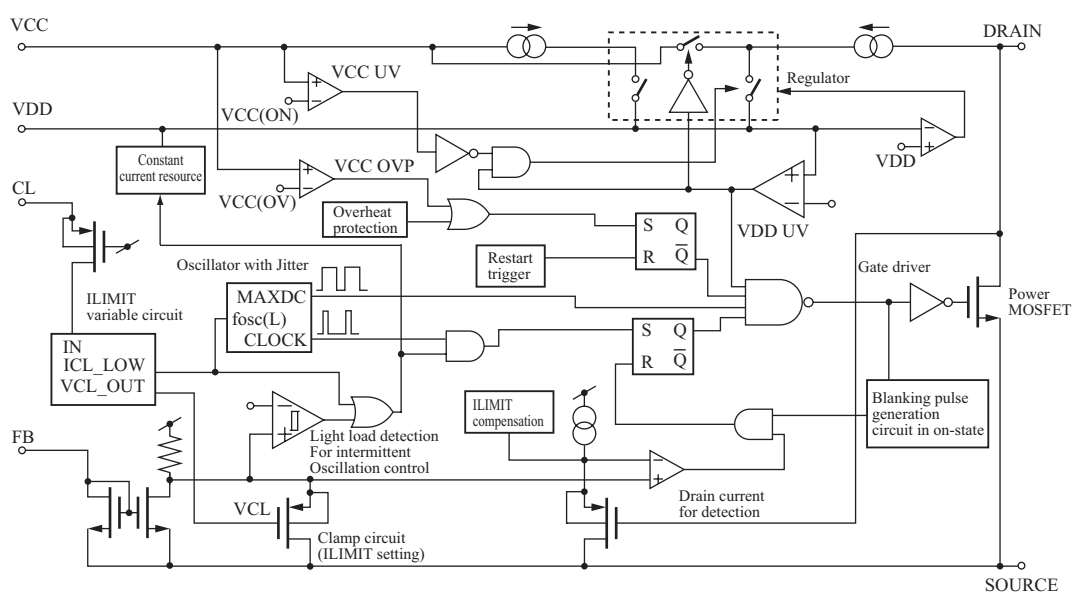 VCC
DRAIN
VCC UV
Regulator
VCC(ON)
VDD
VDD
Constant
current resource
VCC OVP
CL
VCC(OV)
VDD UV
Overheat
protection
S Q
R Q
Restart
trigger
Gate driver
Oscillator with Jitter
MAXDC
fosc(L)
CLOCK
Power
MOSFET
ILIMIT
variable circuit
IN
ICL_LOW
VCL_OUT
S Q
R Q
ILIMIT
compensation
Blanking pulse
generation
circuit in on-state
FB
Light load detection
For intermittent
Oscillation control
VCL
Drain current
for detection
Clamp circuit
(ILIMIT setting)
SOURCE